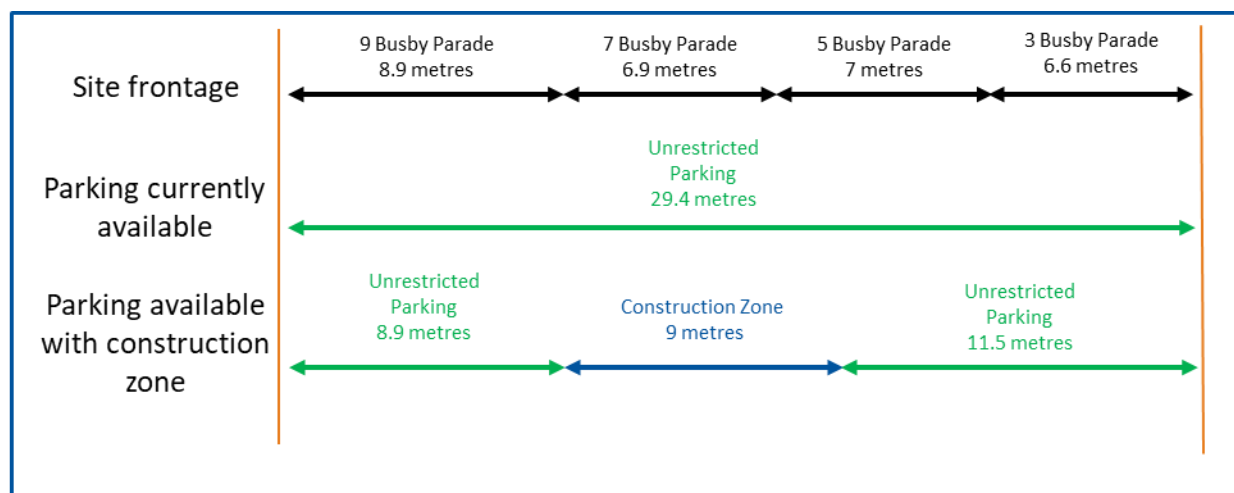 Site frontage
9 Busby Parade
8.9 metres
7 Busby Parade
6.9 metres
5 Busby Parade
7 metres
3 Busby Parade
6.6 metres
Parking currently
available
Unrestricted
Parking
29.4 metres
Parking available
with construction
zone
Unrestricted
Parking
8.9 metres
Construction Zone
9 metres
Unrestricted
Parking
11.5 metres